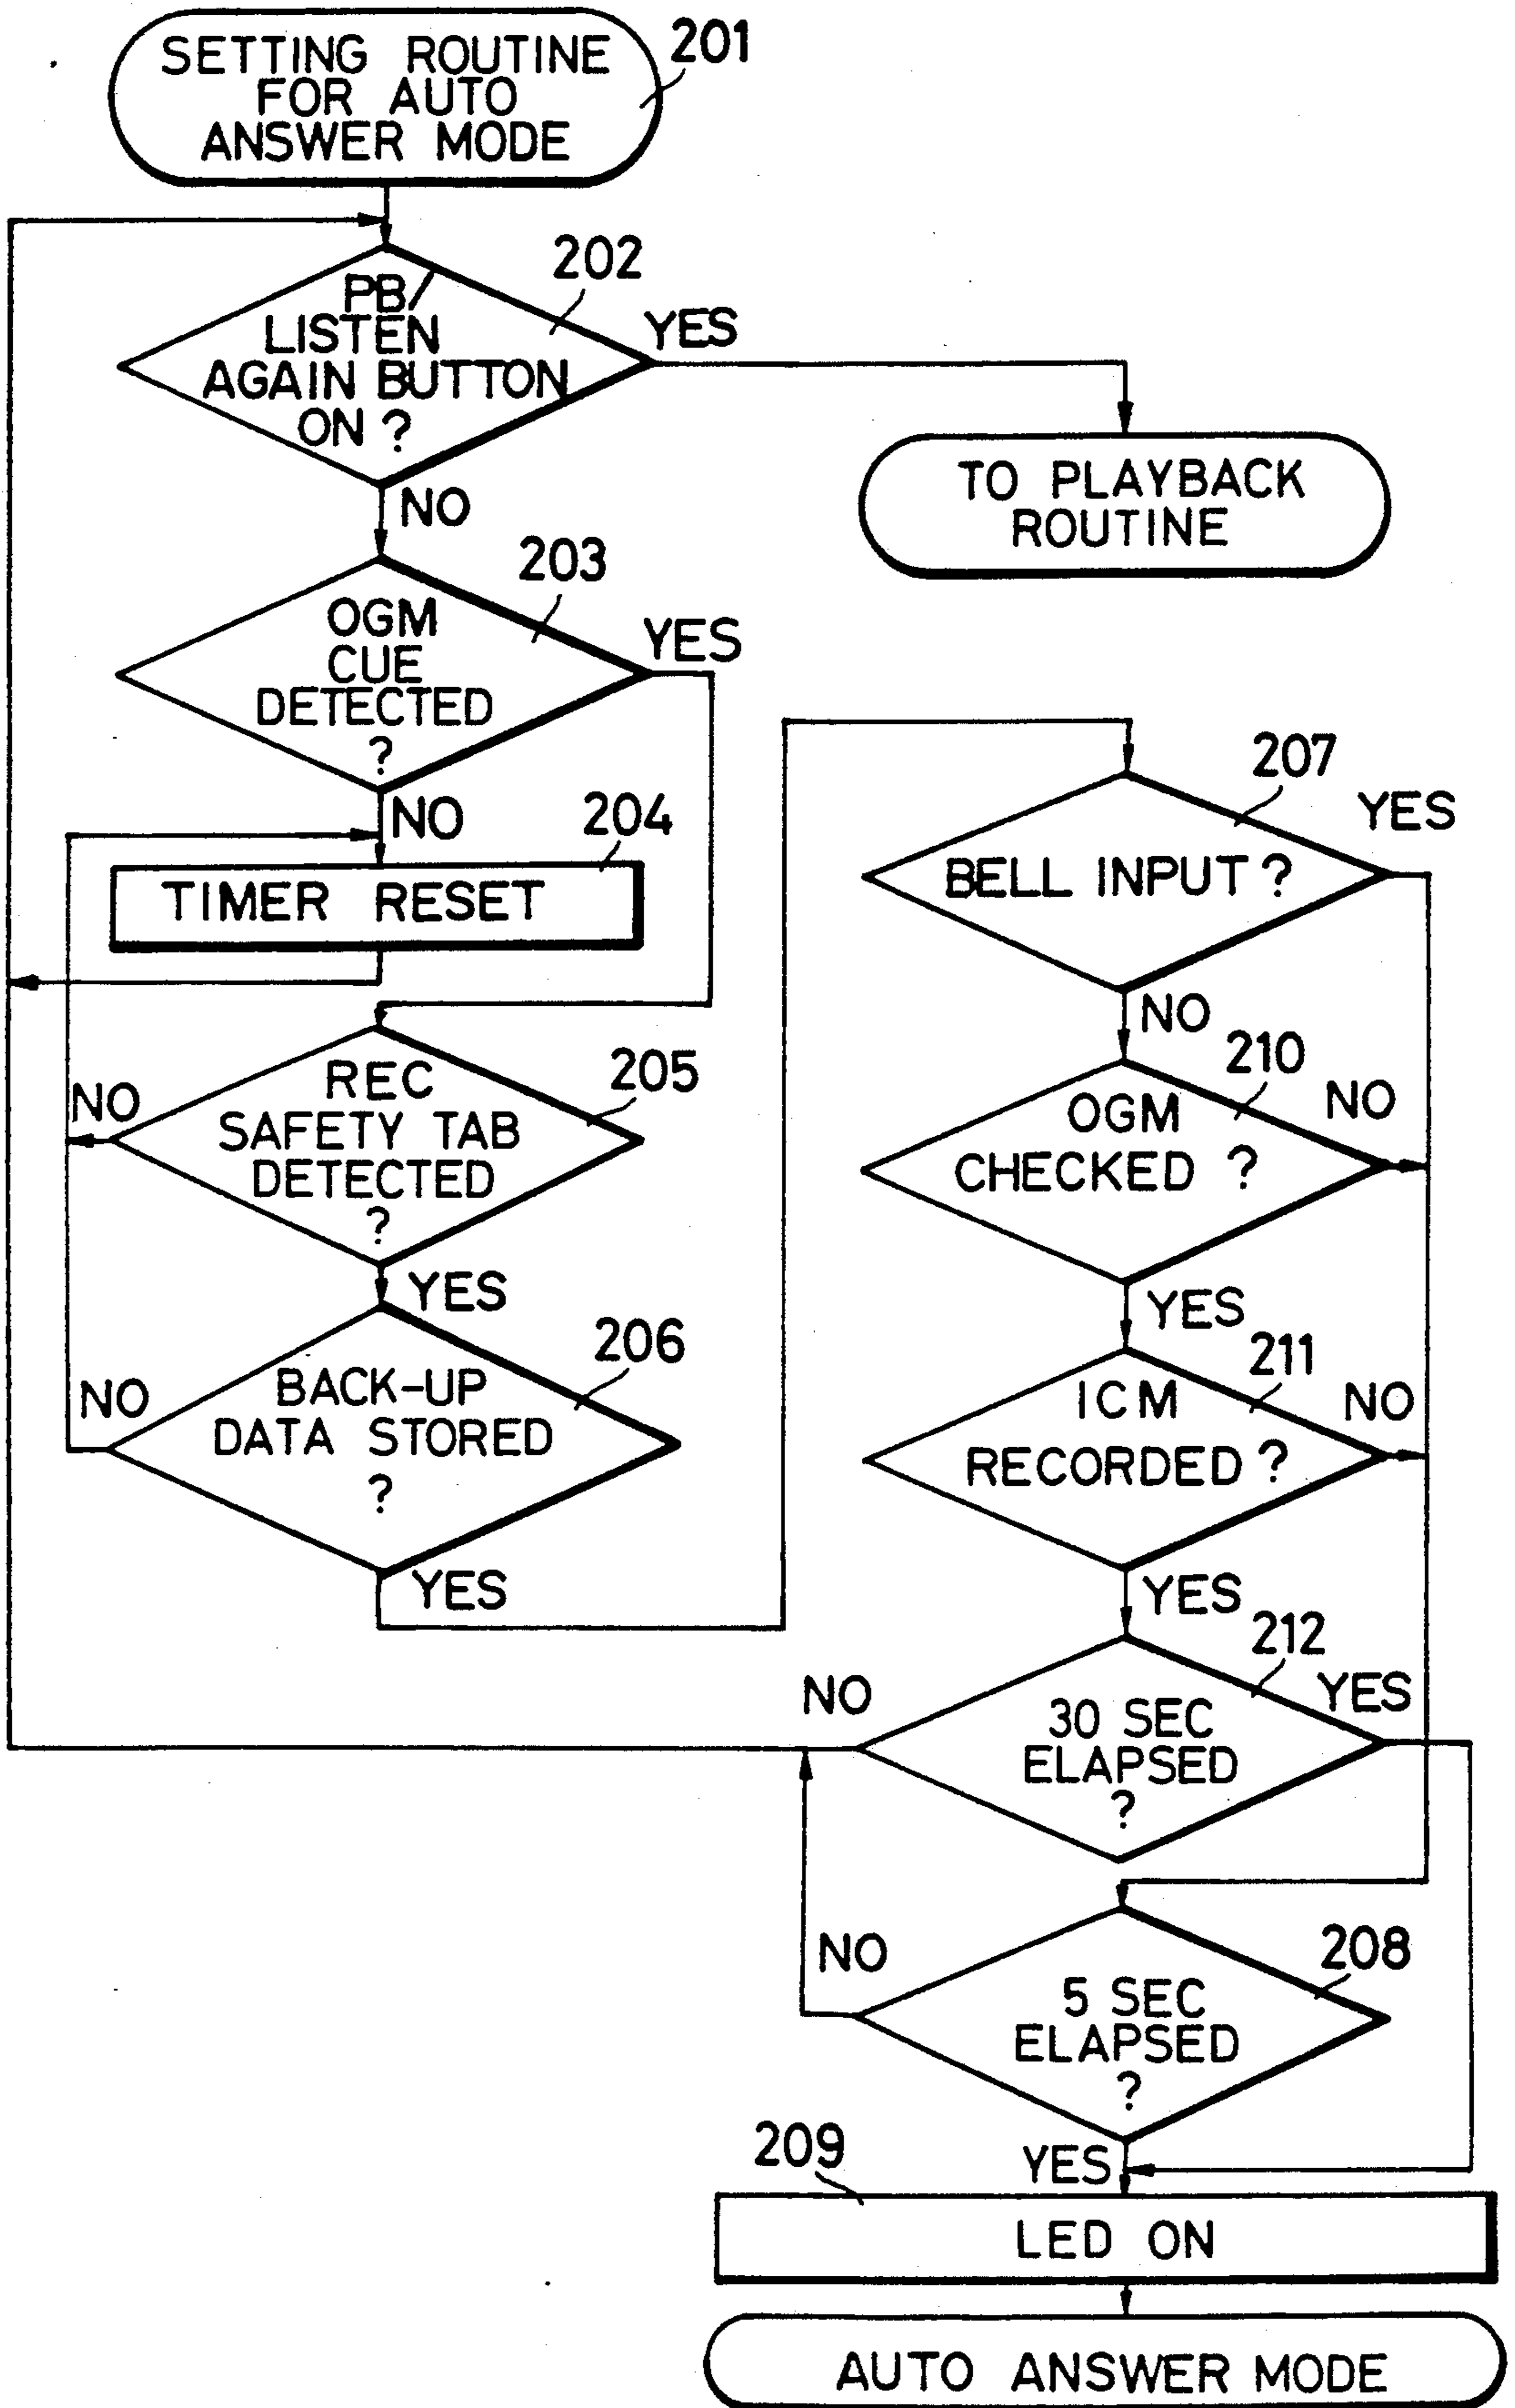 SETTING ROUTINE
FOR AUTO
ANSWER MODE
201
PB/
LISTEN
AGAIN BUTTON
ON ?
202
YES
NO
TO PLAYBACK
ROUTINE
OGM
CUE
DETECTED
?
203
YES
NO
204
TIMER RESET
REC
SAFETY TAB
DETECTED
?
205
NO
YES
BACK-UP
DATA STORED
?
206
NO
YES
207
BELL INPUT ?
YES
NO
210
OGM
CHECKED ?
NO
YES
211
ICM
RECORDED ?
NO
YES
212
30 SEC
ELAPSED
?
NO
YES
208
5 SEC
ELAPSED
?
NO
YES
209
LED ON
AUTO ANSWER MODE